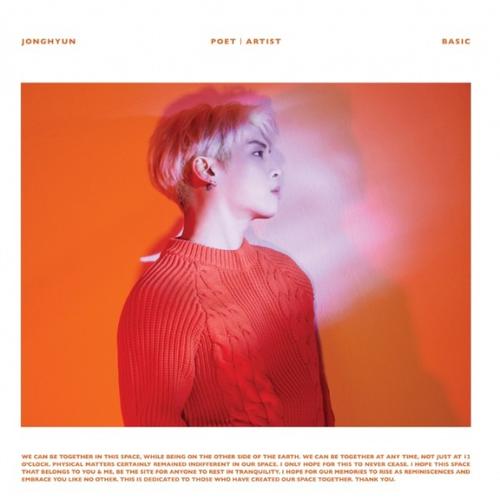 JONGHYUN POET | ARTIST BASIC
WE CAN BE TOGETHER IN THIS SPACE, WHILE BEING ON THE OTHER SIDE OF THE EARTH. WE CAN BE TOGETHER AT ANY TIME, NOT JUST AT 12
O'CLOCK. PHYSICAL MATTERS CERTAINLY REMAINED INDIFFERENT IN OUR SPACE. I ONLY HOPE FOR THIS TO NEVER CEASE. I HOPE THIS SPACE
THAT BELONGS TO YOU & ME, BE THE SITE FOR ANYONE TO REST IN TRANQUILITY. I HOPE FOR OUR MEMORIES TO RISE AS REMINISCENCES AND
EMBRACE YOU LIKE NO OTHER. THIS IS DEDICATED TO THOSE WHO HAVE CREATED OUR SPACE TOGETHER. THANK YOU.